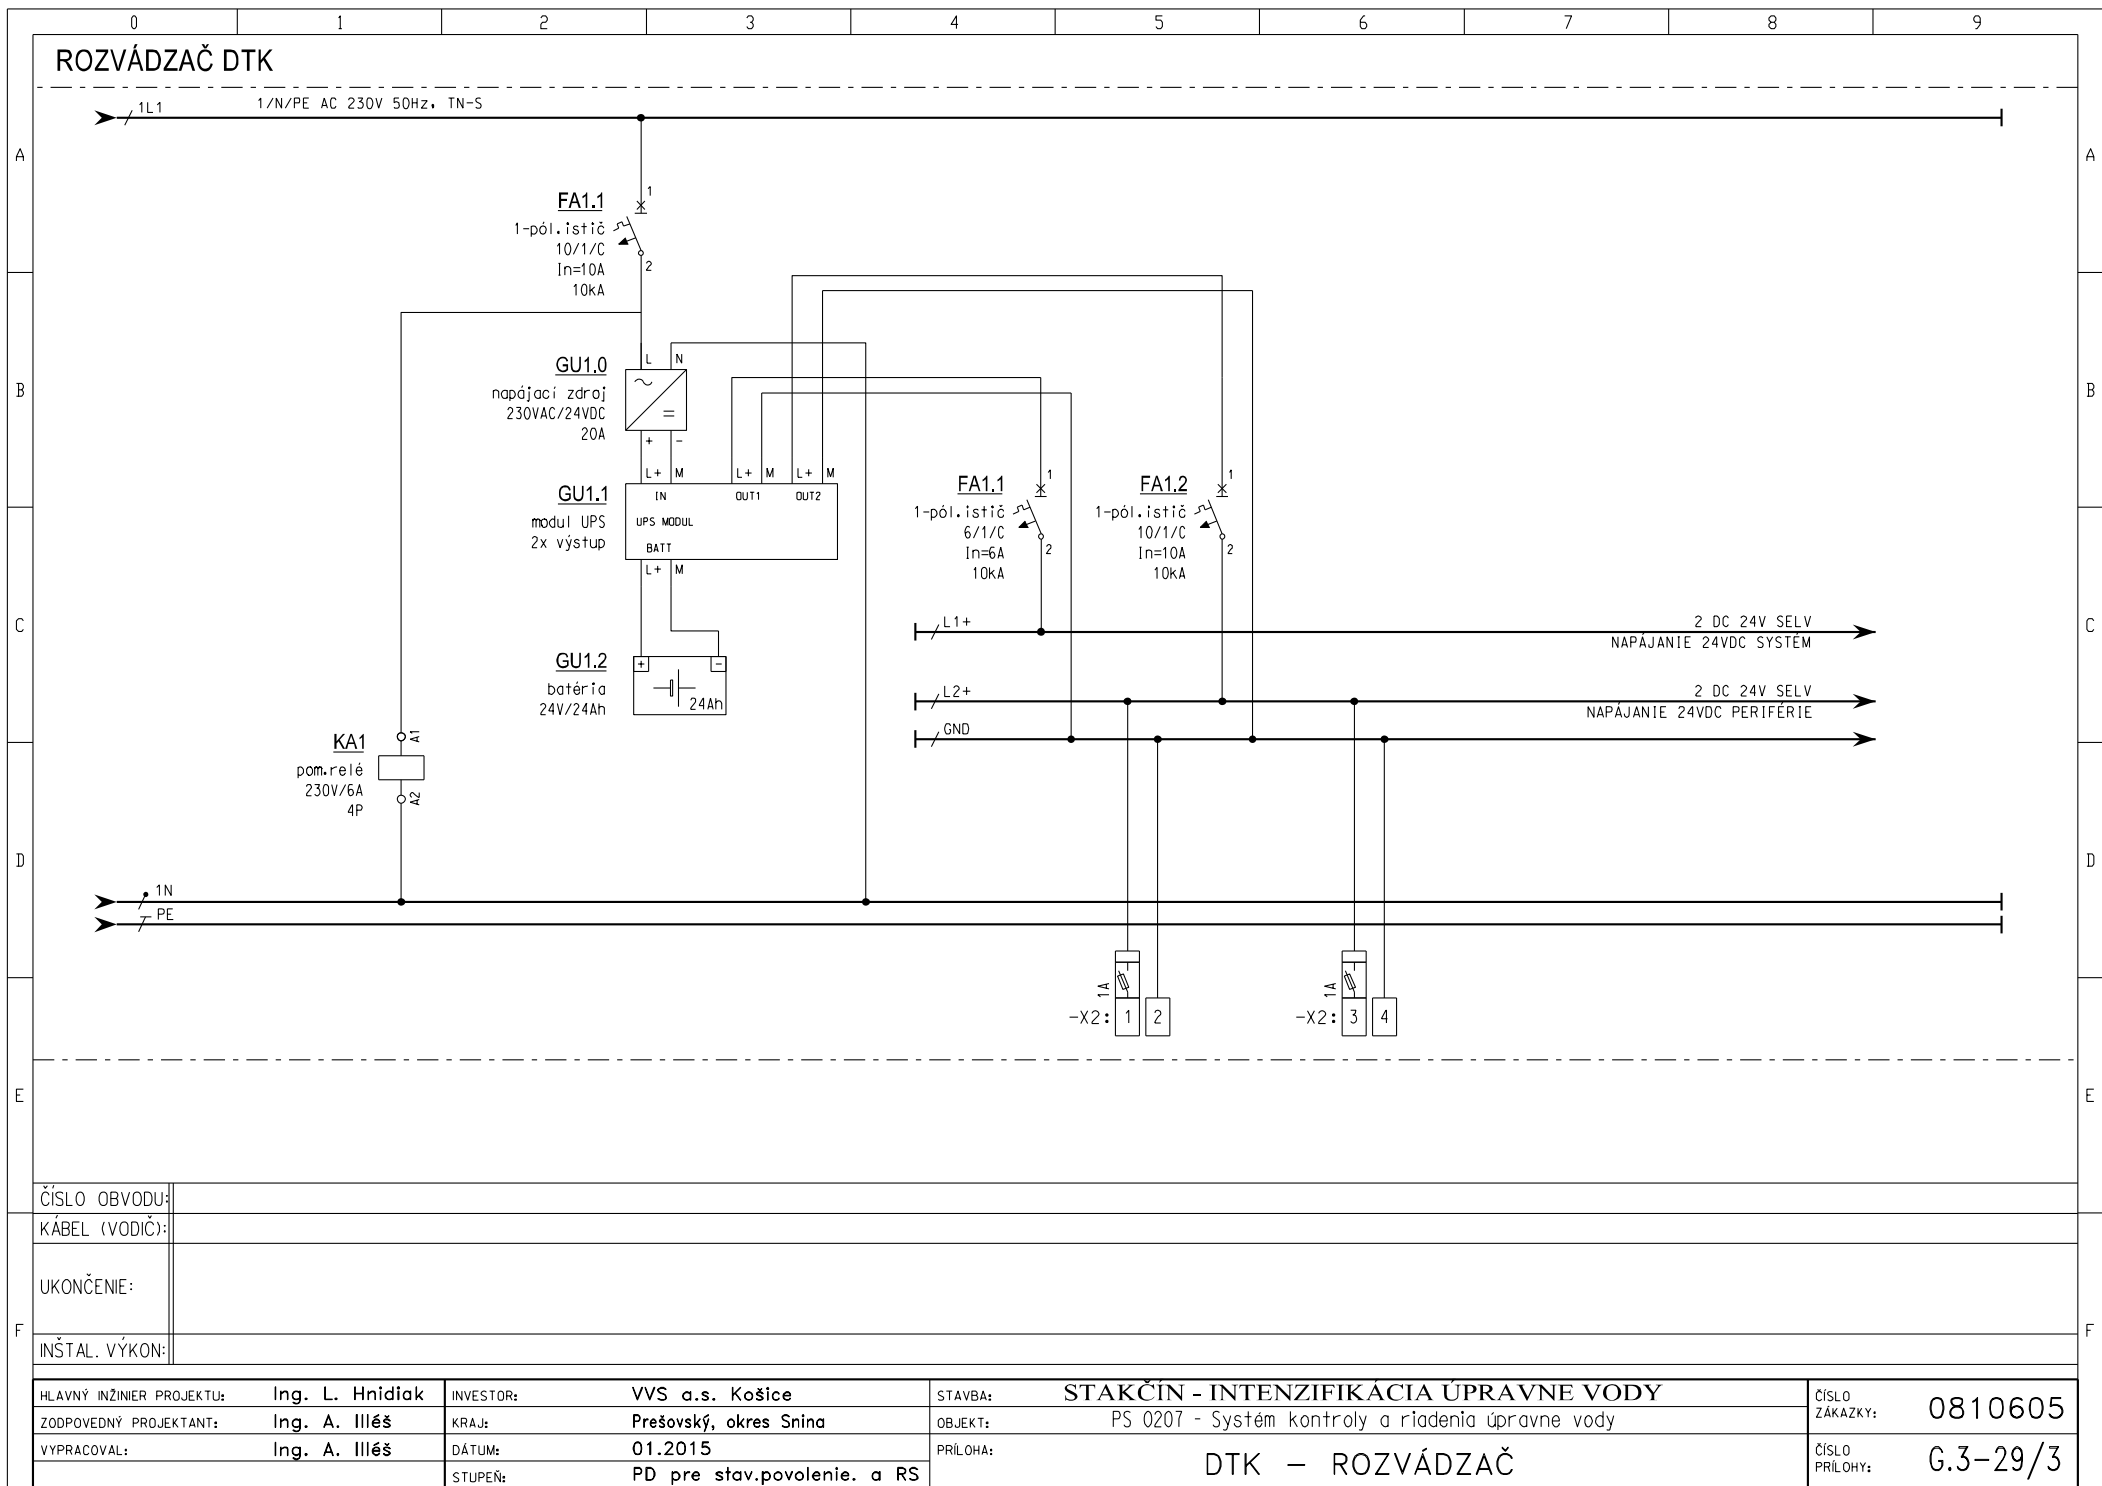 0 1 2 3 4 5 6 7 8 9
ROZVÁDZAČ DTK
1L1 1/N/PE AC 230V 50Hz, TN-S
A A
FA1.1 1
1-pól.istič
10/1/C
In=10A 2
10kA
GU1.0 L N
napájací zdroj
230VAC/24VDC
20A
+ -
B B
L+ M L+ M L+ M
GU1.1 IN OUT1 OUT2
modul UPS UPS MODUL
2x výstup BATT
L+ M
FA1.1 1
1-pól.istič
6/1/C
In=6A 2
10kA
FA1.2 1
1-pól.istič
10/1/C
In=10A 2
10kA
C C
L1+ 2 DC 24V SELV
NAPÁJANIE 24VDC SYSTÉM
GU1.2 + -
batéria
24V/24Ah 24Ah
L2+ 2 DC 24V SELV
NAPÁJANIE 24VDC PERIFÉRIE
GND
KA1 A1
pom.relé
230V/6A A2
4P
D D
1N
PE
1A 1A
-X2: 1 2 -X2: 3 4
E E
ČÍSLO OBVODU:
KÁBEL (VODIČ):
UKONČENIE:
F F
INŠTAL. VÝKON:
HLAVNÝ INŽINIER PROJEKTU: Ing. L. Hnidiak INVESTOR: VVS a.s. Košice STAVBA: STAKČÍN - INTENZIFIKÁCIA ÚPRAVNE VODY ČÍSLO ZÁKAZKY: 0810605
ZODPOVEDNÝ PROJEKTANT: Ing. A. Illéš KRAJ: Prešovský, okres Snina OBJEKT: PS 0207 - Systém kontroly a riadenia úpravne vody
VYPRACOVAL: Ing. A. Illéš DÁTUM: 01.2015 PRÍLOHA: DTK – ROZVÁDZAČ ČÍSLO PRÍLOHY: G.3-29/3
STUPEŇ: PD pre stav.povolenie. a RS